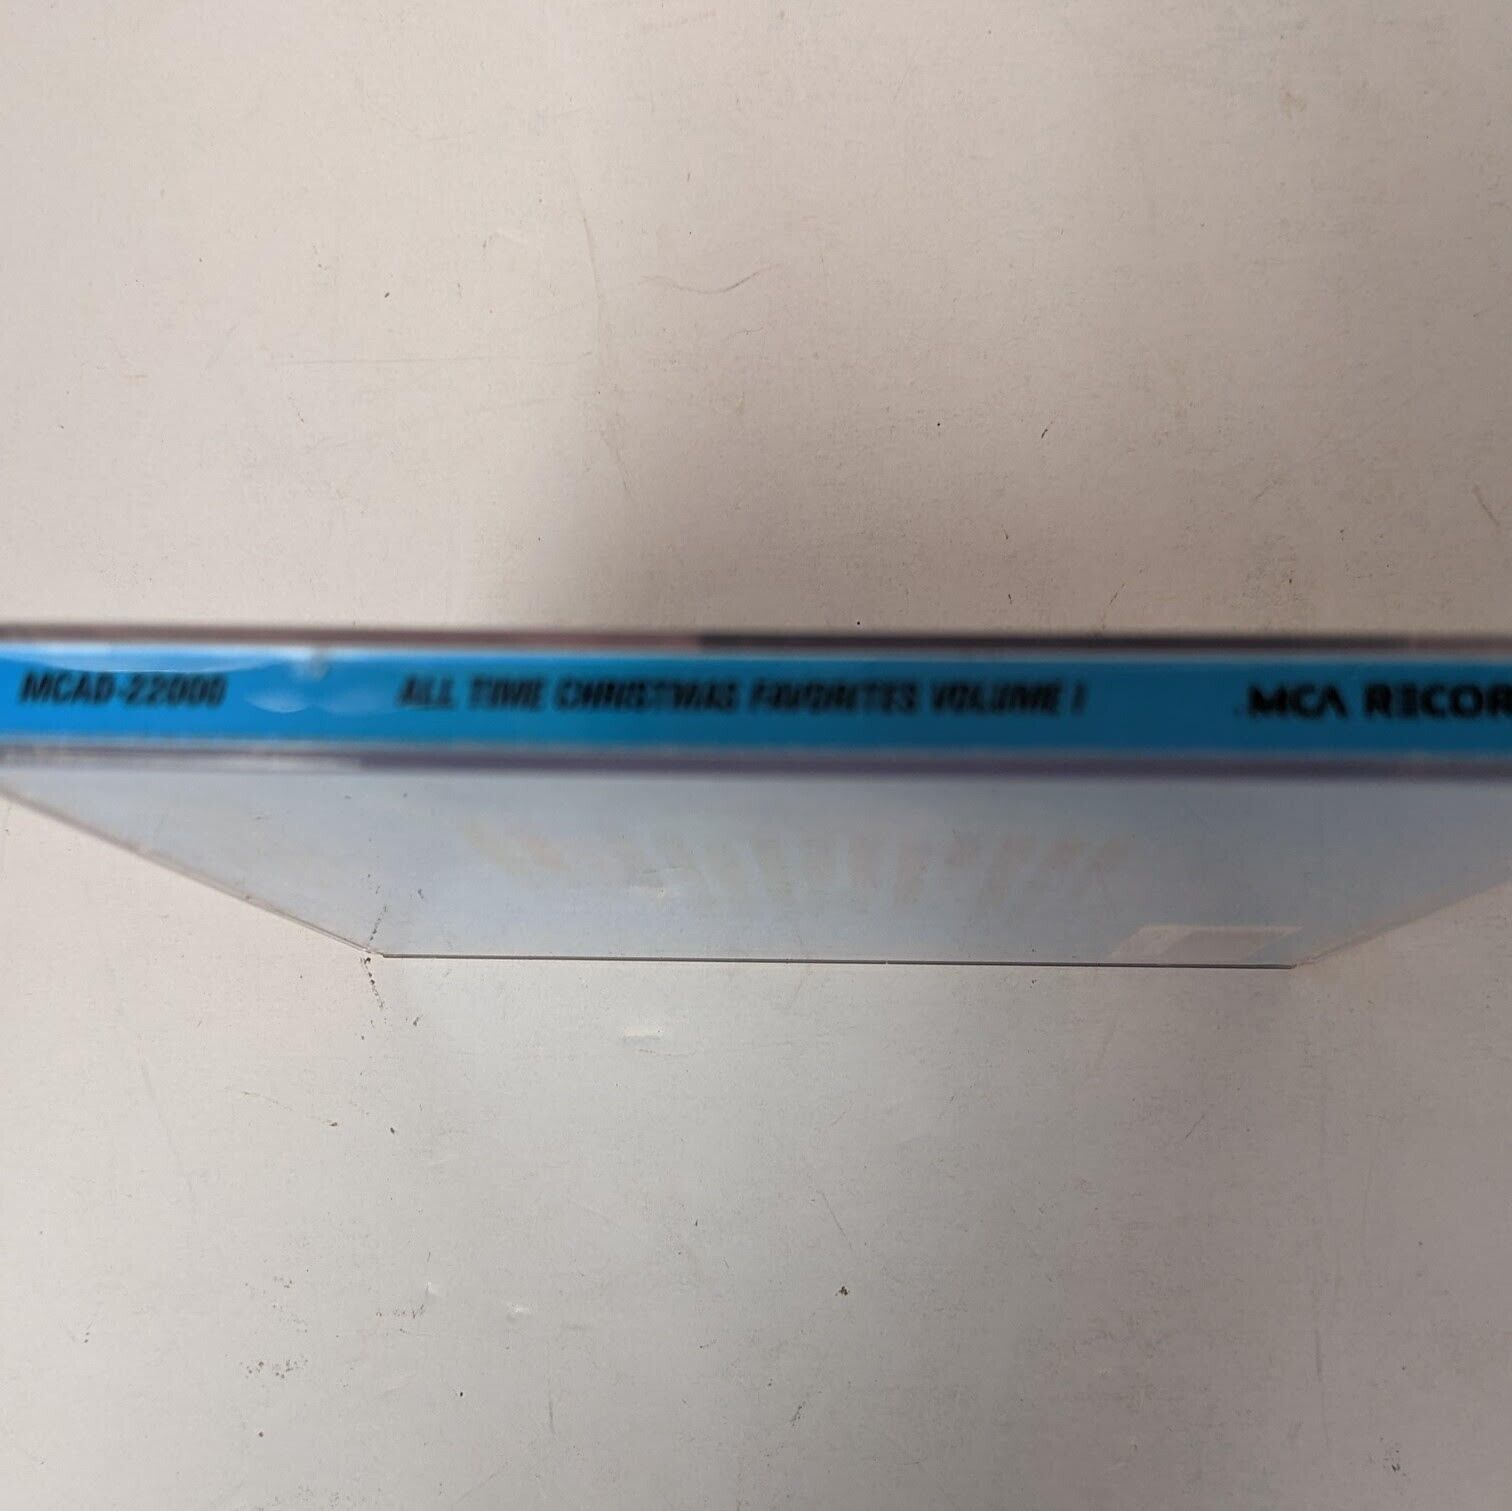 MCAD-22000 ALL TIME CHRISTMAS FAVORITES VOLUME I MCA RECOR